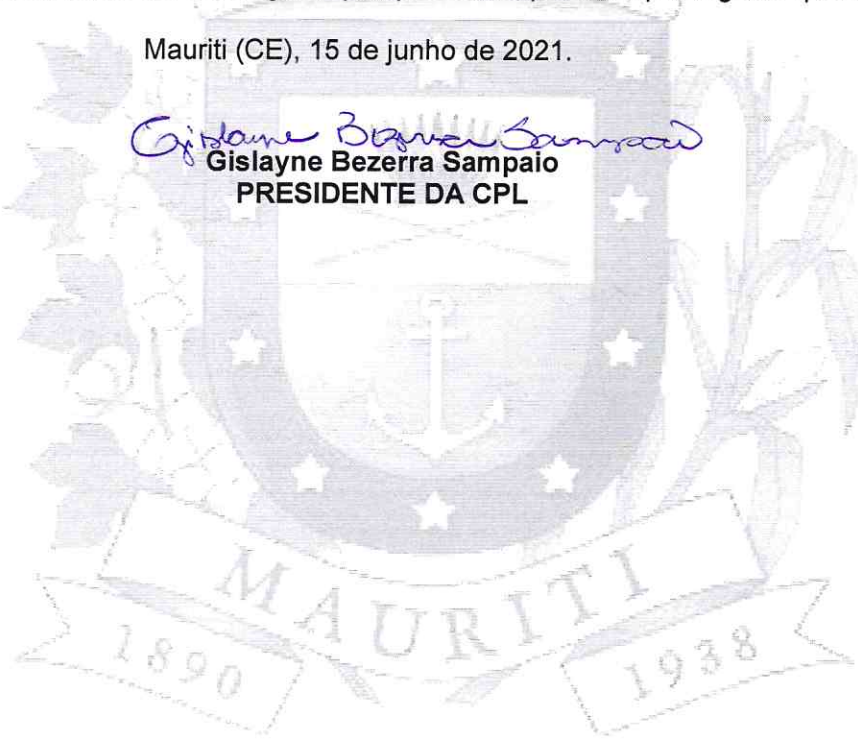 Mauriti (CE), 15 de junho de 2021.
Gislayne Bezerra Sampaio
Gislayne Bezerra Sampaio
PRESIDENTE DA CPL
MAURITI
1890
1938